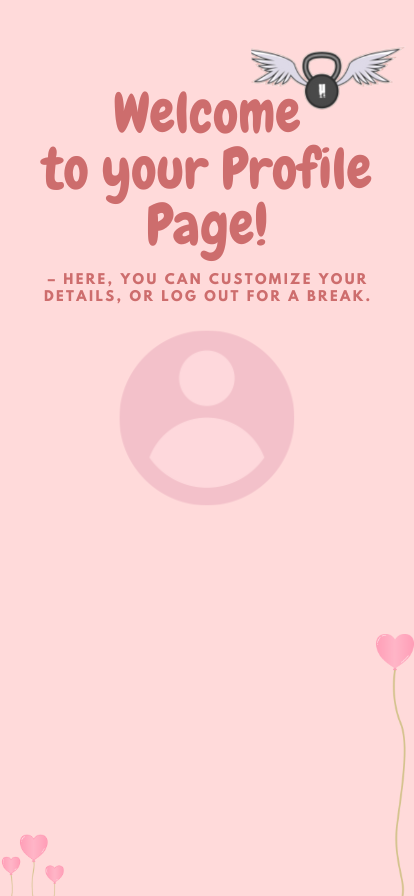 Welcome
to your Profile
Page!
– HERE, YOU CAN CUSTOMIZE YOUR
DETAILS, OR LOG OUT FOR A BREAK.